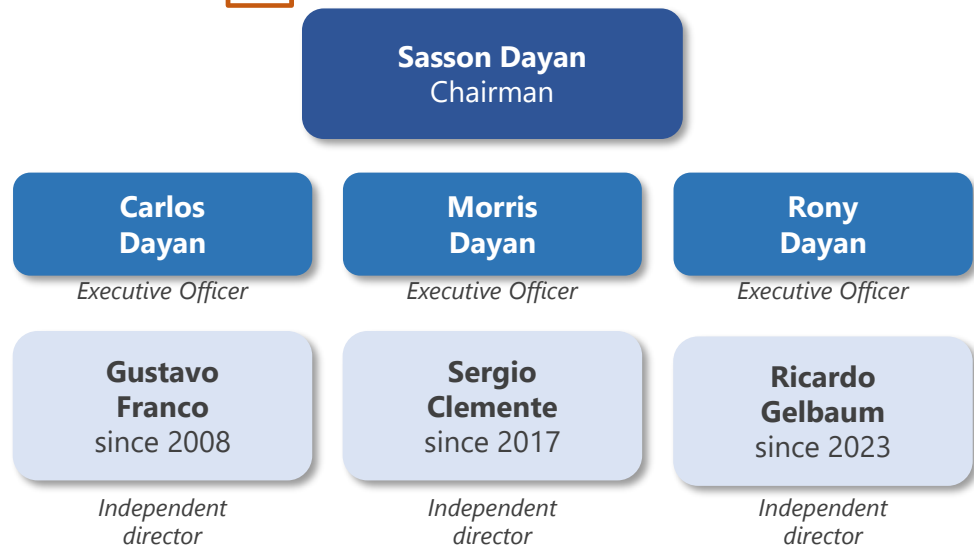 Sasson Dayan
Chairman
Carlos
Dayan
Morris
Dayan
Rony
Dayan
Executive Officer
Executive Officer
Executive Officer
Gustavo
Franco
since 2008
Sergio
Clemente
since 2017
Ricardo
Gelbaum
since 2023
Independent
director
Independent
director
Independent
director